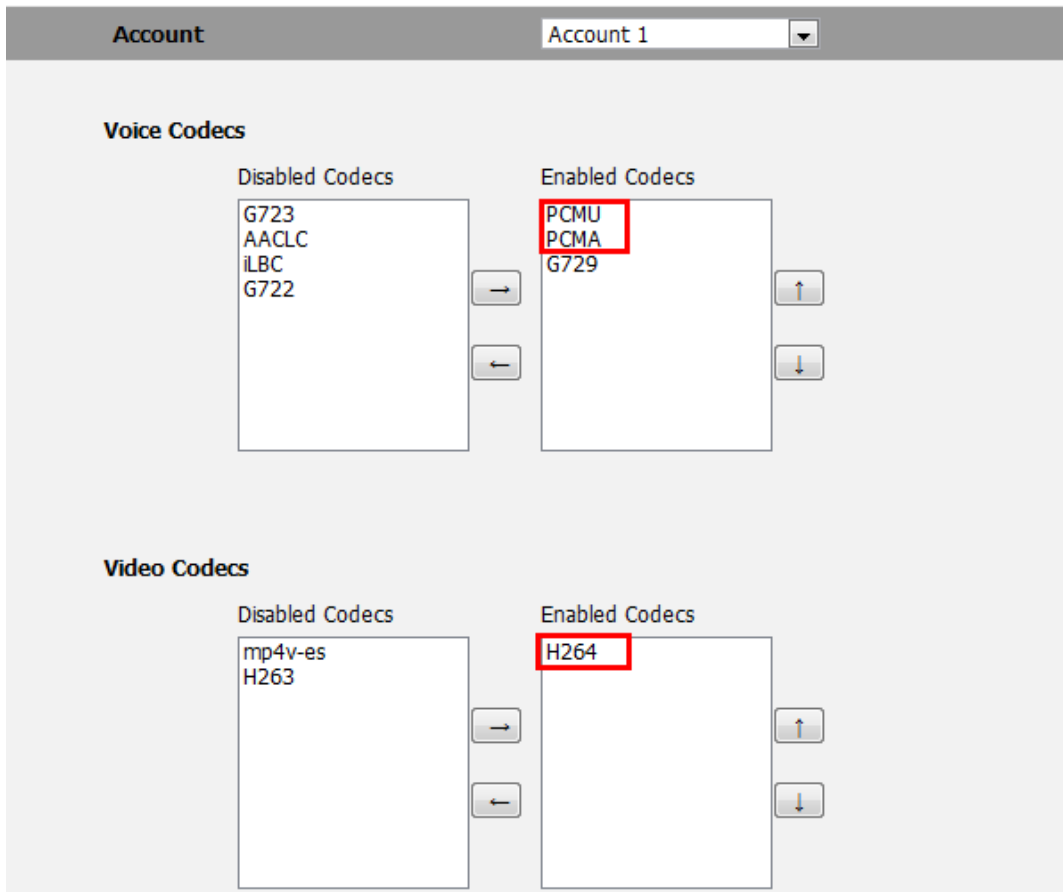 Account Account 1
Voice Codecs
Disabled Codecs Enabled Codecs
G723 PCMU
AACLC PCMA
iLBC G729
G722
→ ↑
← ↓
Video Codecs
Disabled Codecs Enabled Codecs
mp4v-es H264
H263
→ ↑
← ↓